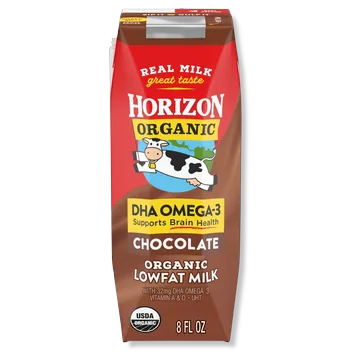 REAL MILK
great taste
HORIZON
ORGANIC
DHA OMEGA-3
Supports Brain Health
CHOCOLATE
ORGANIC
LOWFAT MILK
WITH 32mg DHA OMEGA-3
VITAMIN A & D • UHT
USDA
ORGANIC
8 FL OZ